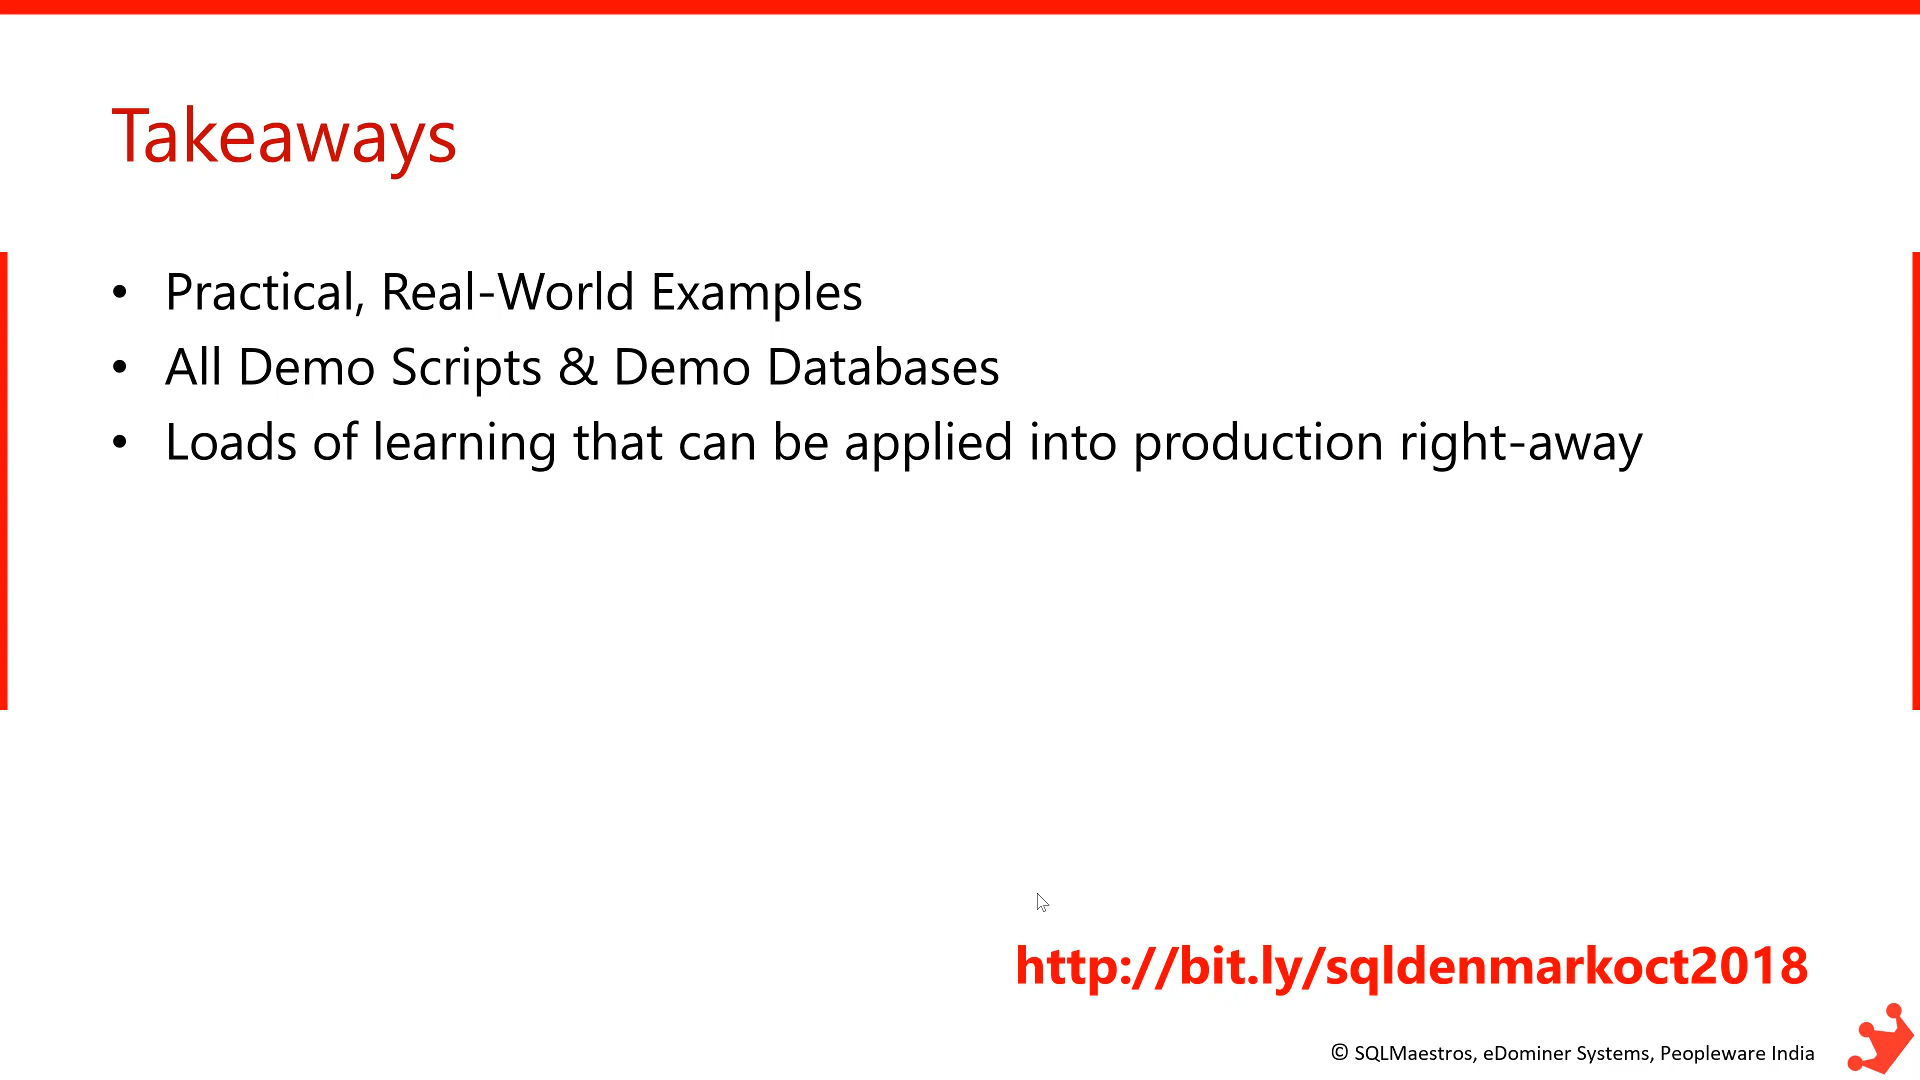 Takeaways
• Practical, Real-World Examples
• All Demo Scripts & Demo Databases
• Loads of learning that can be applied into production right-away
http://bit.ly/sqldenmarkoct2018
© SQLMaestros, eDominer Systems, Peopleware India